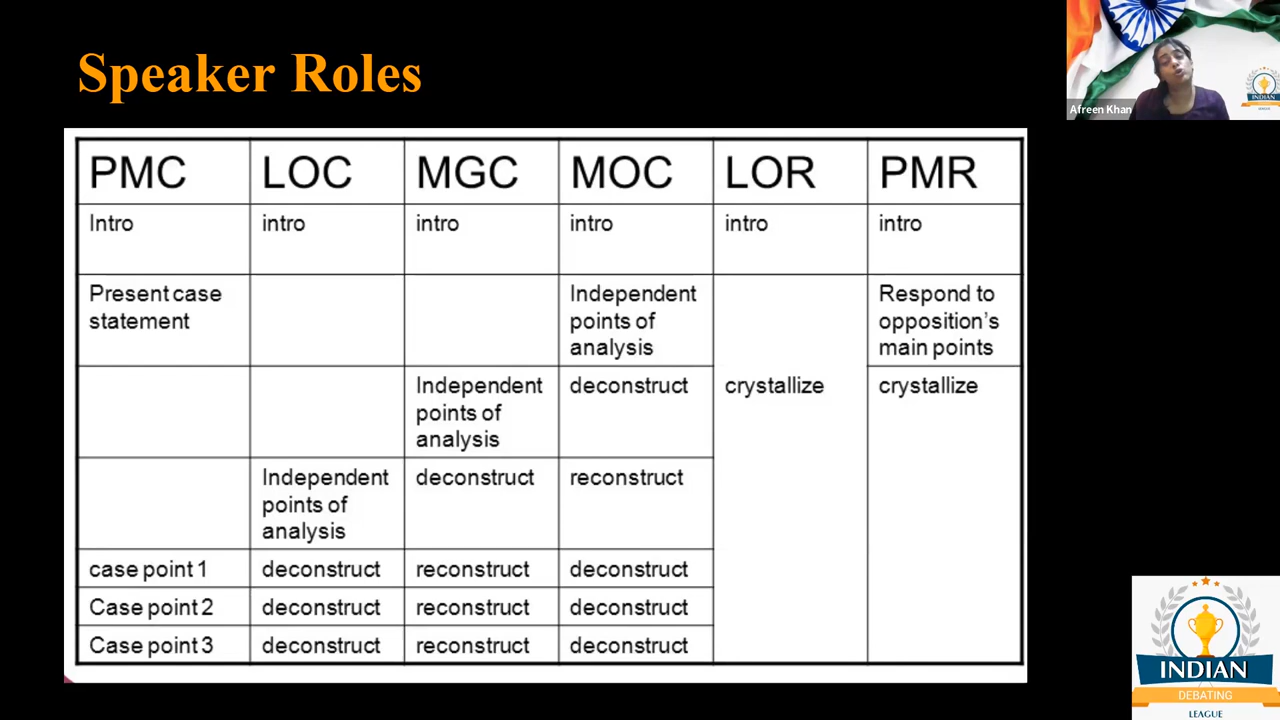 Speaker Roles
PMC LOC MGC MOC LOR PMR
Intro intro intro intro intro intro
Present case
statement
Independent
points of
analysis
Respond to
opposition's
main points
Independent
points of
analysis
deconstruct crystallize crystallize
Independent
points of
analysis
deconstruct reconstruct
case point 1 deconstruct reconstruct deconstruct
Case point 2 deconstruct reconstruct deconstruct
Case point 3 deconstruct reconstruct deconstruct
Afreen Khan
INDIAN
INDIAN
DEBATING
LEAGUE